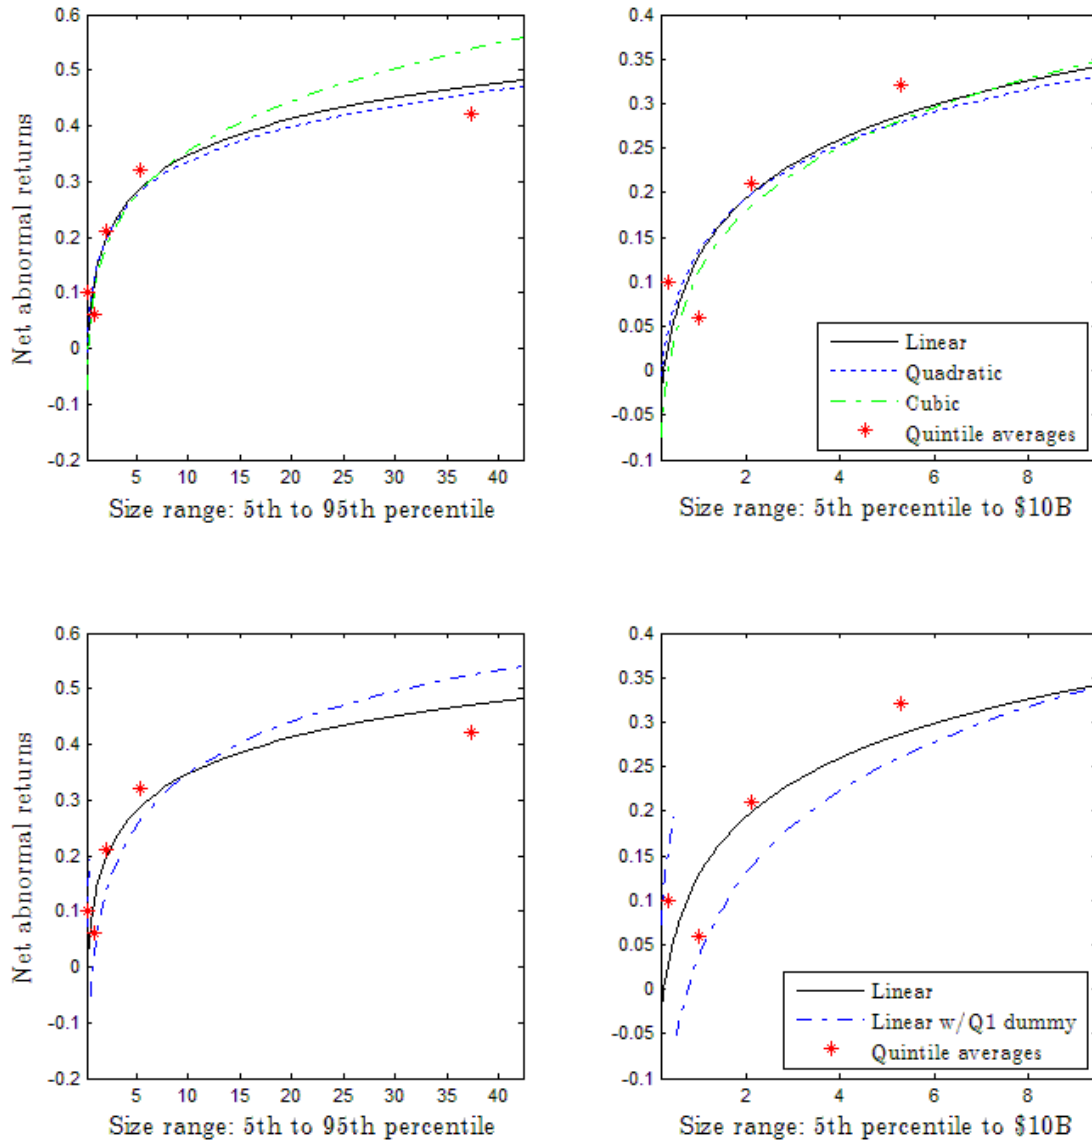 0.6
0.5
0.4
0.3
0.2
0.1
0
-0.1
-0.2
Net abnormal returns
5 10 15 20 25 30 35 40
Size range: 5th to 95th percentile
0.4
0.35
0.3
0.25
0.2
0.15
0.1
0.05
0
-0.05
-0.1
Linear
Quadratic
Cubic
Quintile averages
2 4 6 8
Size range: 5th percentile to $10B
0.6
0.5
0.4
0.3
0.2
0.1
0
-0.1
-0.2
Net abnormal returns
5 10 15 20 25 30 35 40
Size range: 5th to 95th percentile
0.4
0.35
0.3
0.25
0.2
0.15
0.1
0.05
0
-0.05
-0.1
Linear
Linear w/Q1 dummy
Quintile averages
2 4 6 8
Size range: 5th percentile to $10B